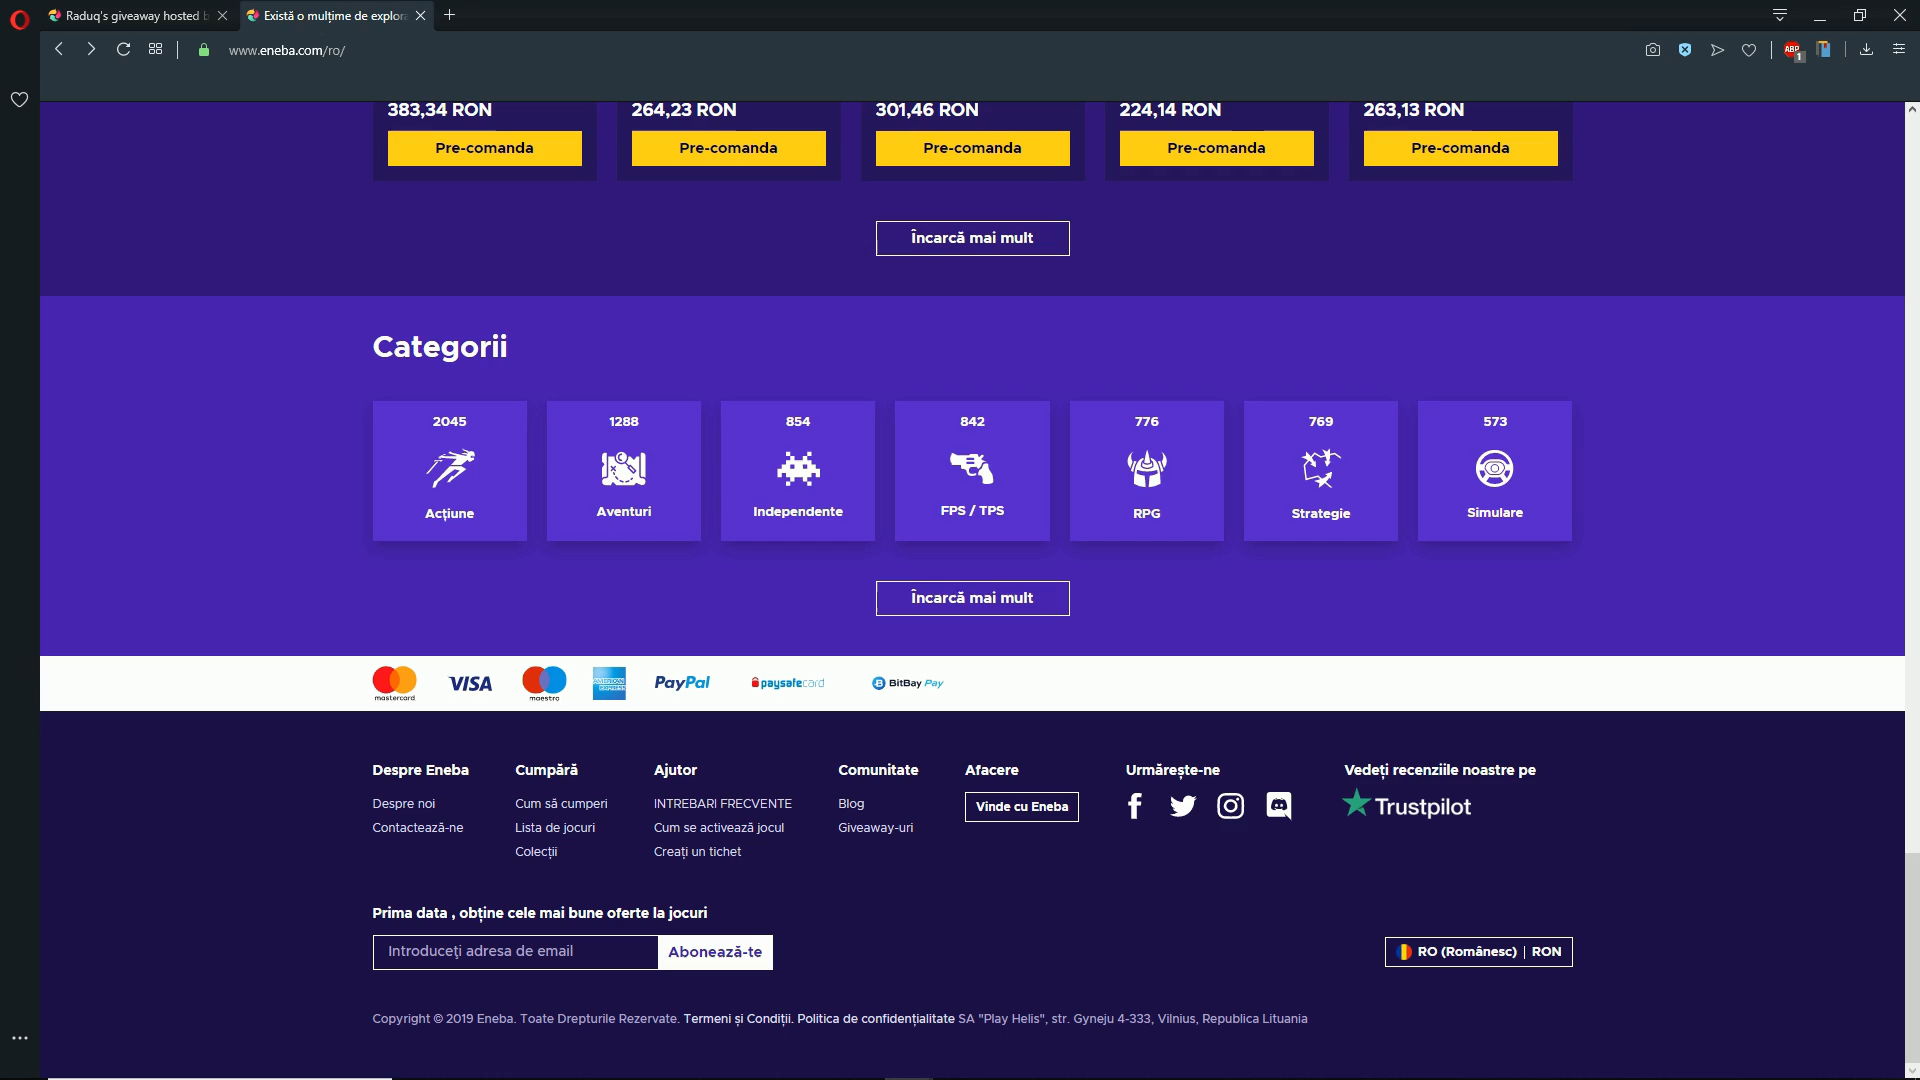 Raduq's giveaway hosted b
Există o mulțime de explora
www.eneba.com/ro/
ABP
1
383,34 RON
264,23 RON
301,46 RON
224,14 RON
263,13 RON
Pre-comanda
Pre-comanda
Pre-comanda
Pre-comanda
Pre-comanda
Încarcă mai mult
Categorii
2045
1288
854
842
776
769
573
Acțiune
Aventuri
Independente
FPS / TPS
RPG
Strategie
Simulare
Încarcă mai mult
mastercard
VISA
maestro
AMERICAN EXPRESS
PayPal
paysafecard
BitBay Pay
Despre Eneba
Despre noi
Contactează-ne
Cumpără
Cum să cumperi
Lista de jocuri
Colecții
Ajutor
INTREBARI FRECVENTE
Cum se activează jocul
Creați un tichet
Comunitate
Blog
Giveaway-uri
Afacere
Vinde cu Eneba
Urmărește-ne
Vedeți recenziile noastre pe
Trustpilot
Prima data , obține cele mai bune oferte la jocuri
Introduceți adresa de email
Abonează-te
RO (Românesc) | RON
Copyright © 2019 Eneba. Toate Drepturile Rezervate. Termeni și Condiții. Politica de confidențialitate SA "Play Helis", str. Gyneju 4-333, Vilnius, Republica Lituania